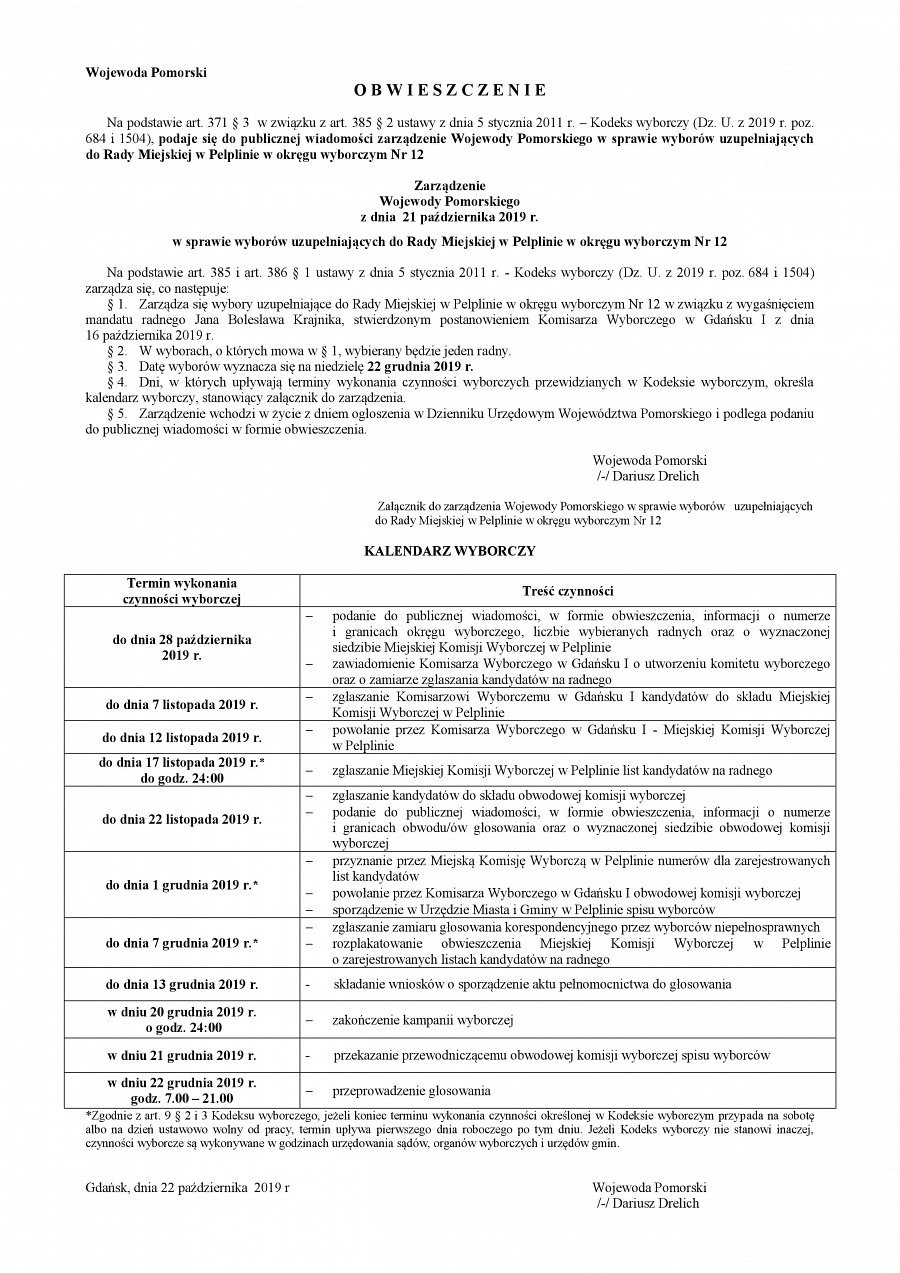 Wojewoda Pomorski
O B W I E S Z C Z E N I E
Na podstawie art. 371 § 3 w związku z art. 385 § 2 ustawy z dnia 5 stycznia 2011 r. – Kodeks wyborczy (Dz. U. z 2019 r. poz.
684 i 1504), podaje się do publicznej wiadomości zarządzenie Wojewody Pomorskiego w sprawie wyborów uzupełniających
do Rady Miejskiej w Pelplinie w okręgu wyborczym Nr 12
Zarządzenie
Wojewody Pomorskiego
z dnia 21 października 2019 r.
w sprawie wyborów uzupełniających do Rady Miejskiej w Pelplinie w okręgu wyborczym Nr 12
Na podstawie art. 385 i art. 386 § 1 ustawy z dnia 5 stycznia 2011 r. - Kodeks wyborczy (Dz. U. z 2019 r. poz. 684 i 1504)
zarządza się, co następuje:
§ 1. Zarządza się wybory uzupełniające do Rady Miejskiej w Pelplinie w okręgu wyborczym Nr 12 w związku z wygaśnięciem
mandatu radnego Jana Bolesława Krajnika, stwierdzonym postanowieniem Komisarza Wyborczego w Gdańsku I z dnia
16 października 2019 r.
§ 2. W wyborach, o których mowa w § 1, wybierany będzie jeden radny.
§ 3. Datę wyborów wyznacza się na niedzielę 22 grudnia 2019 r.
§ 4. Dni, w których upływają terminy wykonania czynności wyborczych przewidzianych w Kodeksie wyborczym, określa
kalendarz wyborczy, stanowiący załącznik do zarządzenia.
§ 5. Zarządzenie wchodzi w życie z dniem ogłoszenia w Dzienniku Urzędowym Województwa Pomorskiego i podlega podaniu
do publicznej wiadomości w formie obwieszczenia.
Wojewoda Pomorski
/-/ Dariusz Drelich
Załącznik do zarządzenia Wojewody Pomorskiego w sprawie wyborów uzupełniających
do Rady Miejskiej w Pelplinie w okręgu wyborczym Nr 12
KALENDARZ WYBORCZY
Termin wykonania
czynności wyborczej
Treść czynności
do dnia 28 października
2019 r.
– podanie do publicznej wiadomości, w formie obwieszczenia, informacji o numerze
i granicach okręgu wyborczego, liczbie wybieranych radnych oraz o wyznaczonej
siedzibie Miejskiej Komisji Wyborczej w Pelplinie
– zawiadomienie Komisarza Wyborczego w Gdańsku I o utworzeniu komitetu wyborczego
oraz o zamiarze zgłaszania kandydatów na radnego
do dnia 7 listopada 2019 r.
– zgłaszanie Komisarzowi Wyborczemu w Gdańsku I kandydatów do składu Miejskiej
Komisji Wyborczej w Pelplinie
do dnia 12 listopada 2019 r.
– powołanie przez Komisarza Wyborczego w Gdańsku I - Miejskiej Komisji Wyborczej
w Pelplinie
do dnia 17 listopada 2019 r.*
do godz. 24:00
– zgłaszanie Miejskiej Komisji Wyborczej w Pelplinie list kandydatów na radnego
do dnia 22 listopada 2019 r.
– zgłaszanie kandydatów do składu obwodowej komisji wyborczej
– podanie do publicznej wiadomości, w formie obwieszczenia, informacji o numerze
i granicach obwodu/ów głosowania oraz o wyznaczonej siedzibie obwodowej komisji
wyborczej
do dnia 1 grudnia 2019 r.*
– przyznanie przez Miejską Komisję Wyborczą w Pelplinie numerów dla zarejestrowanych
list kandydatów
– powołanie przez Komisarza Wyborczego w Gdańsku I obwodowej komisji wyborczej
– sporządzenie w Urzędzie Miasta i Gminy w Pelplinie spisu wyborców
do dnia 7 grudnia 2019 r.*
– zgłaszanie zamiaru głosowania korespondencyjnego przez wyborców niepełnosprawnych
– rozplakatowanie obwieszczenia Miejskiej Komisji Wyborczej w Pelplinie
o zarejestrowanych listach kandydatów na radnego
do dnia 13 grudnia 2019 r.
- składanie wniosków o sporządzenie aktu pełnomocnictwa do głosowania
w dniu 20 grudnia 2019 r.
o godz. 24:00
– zakończenie kampanii wyborczej
w dniu 21 grudnia 2019 r.
- przekazanie przewodniczącemu obwodowej komisji wyborczej spisu wyborców
w dniu 22 grudnia 2019 r.
godz. 7.00 – 21.00
– przeprowadzenie głosowania
*Zgodnie z art. 9 § 2 i 3 Kodeksu wyborczego, jeżeli koniec terminu wykonania czynności określonej w Kodeksie wyborczym przypada na sobotę
albo na dzień ustawowo wolny od pracy, termin upływa pierwszego dnia roboczego po tym dniu. Jeżeli Kodeks wyborczy nie stanowi inaczej,
czynności wyborcze są wykonywane w godzinach urzędowania sądów, organów wyborczych i urzędów gmin.
Gdańsk, dnia 22 października 2019 r
Wojewoda Pomorski
/-/ Dariusz Drelich